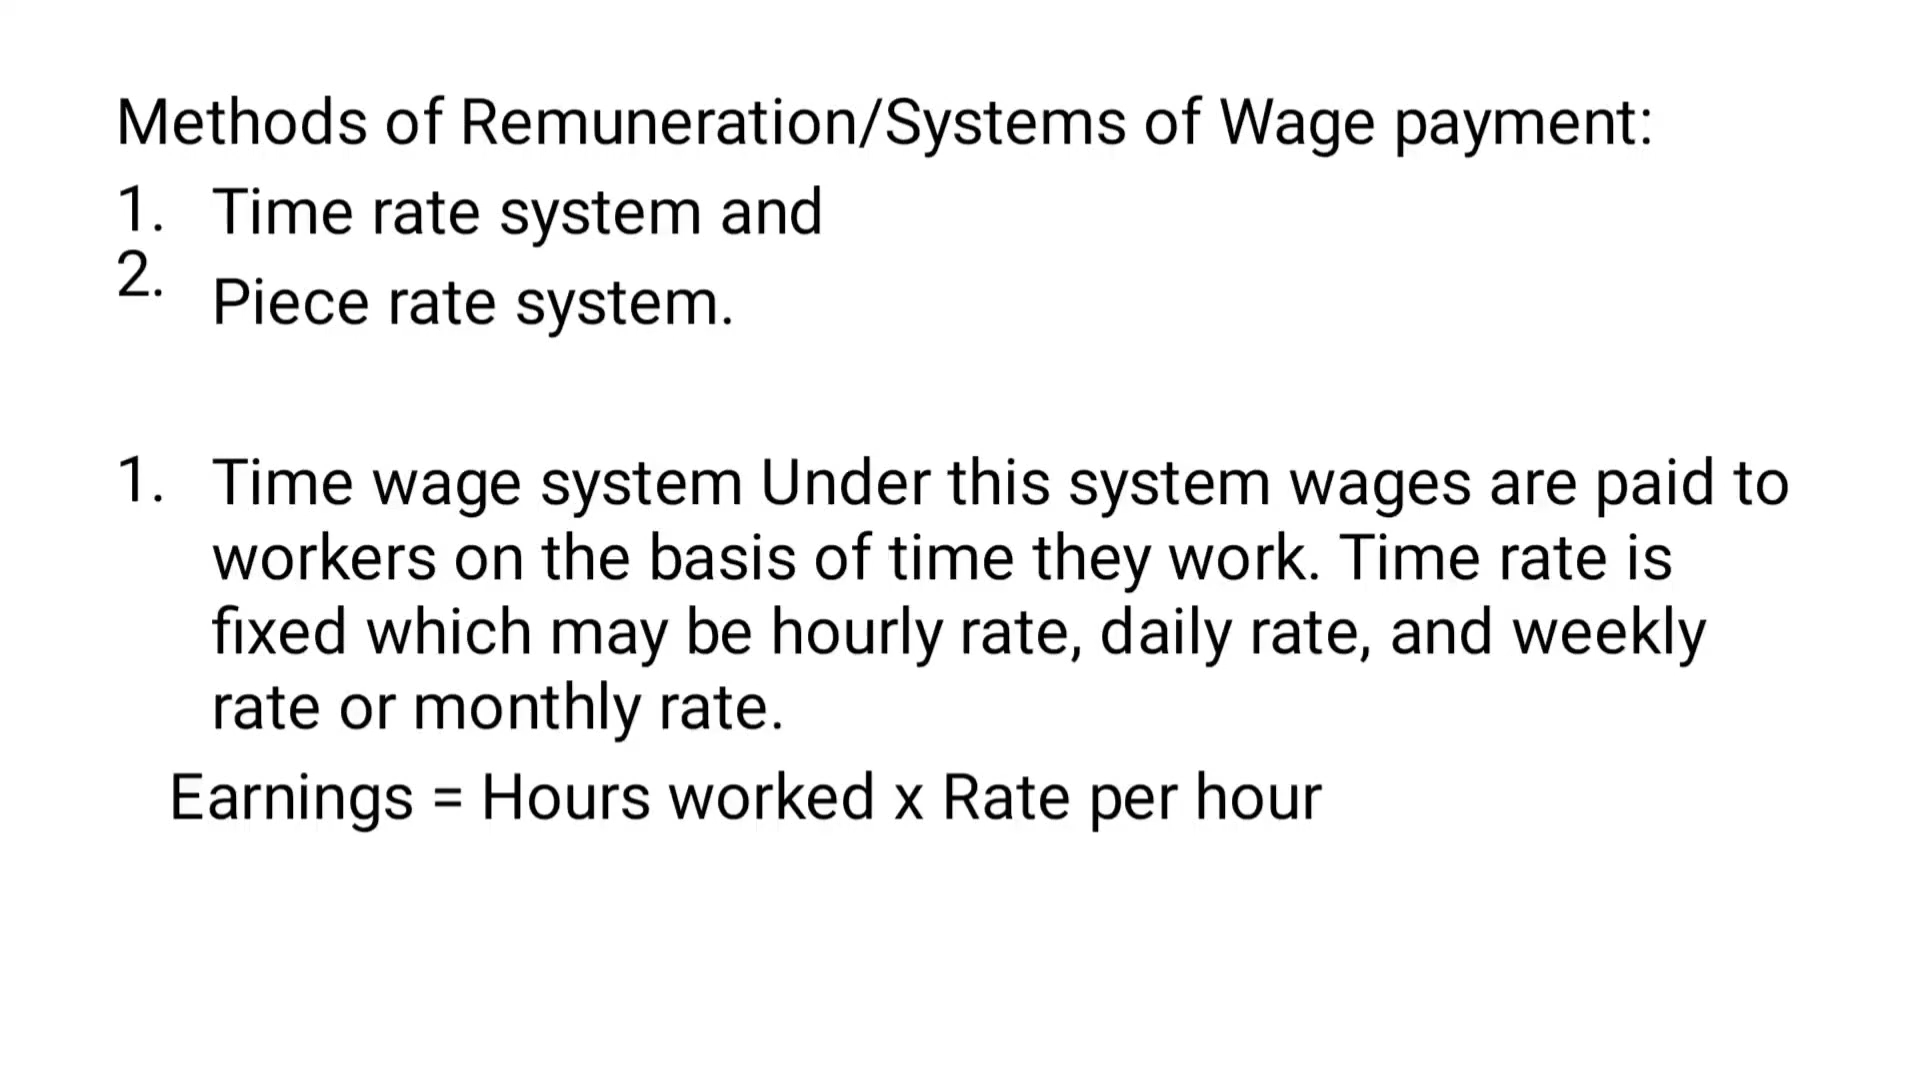 Methods of Remuneration/Systems of Wage payment:
1. Time rate system and
2. Piece rate system.
1. Time wage system Under this system wages are paid to
workers on the basis of time they work. Time rate is
fixed which may be hourly rate, daily rate, and weekly
rate or monthly rate.
Earnings = Hours worked x Rate per hour